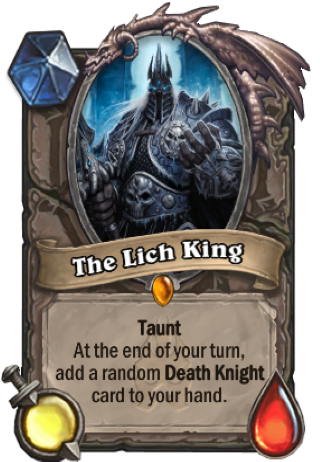 The Lich King
Taunt
At the end of your turn,
add a random Death Knight
card to your hand.